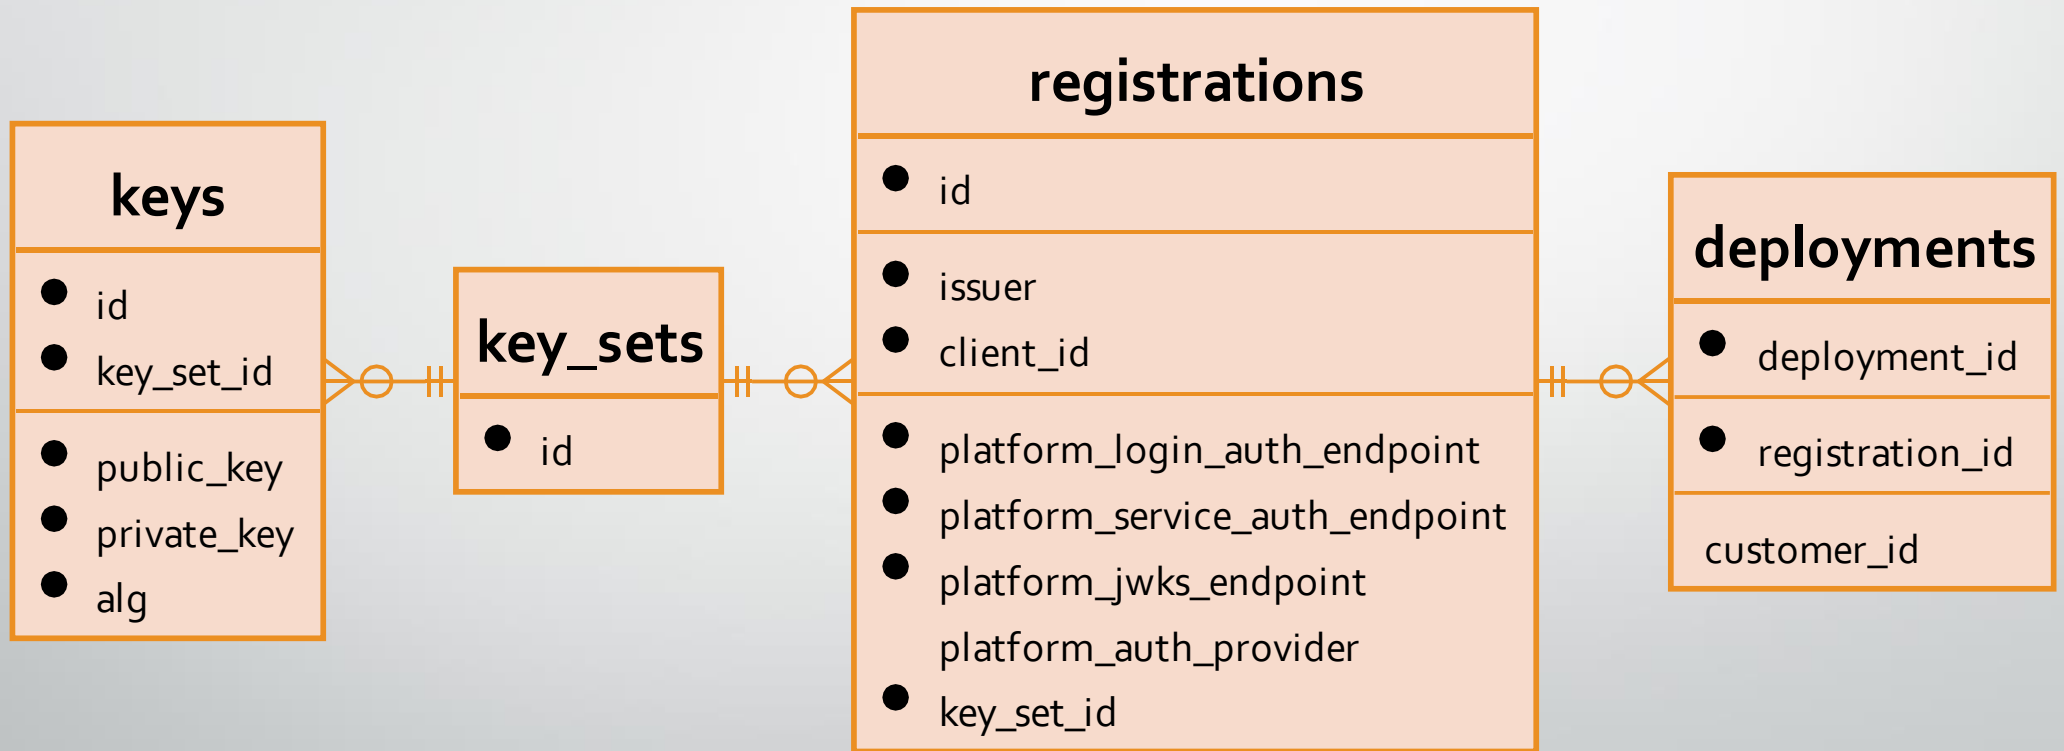 keys
id
key_set_id
public_key
private_key
alg
key_sets
id
registrations
id
issuer
client_id
platform_login_auth_endpoint
platform_service_auth_endpoint
platform_jwks_endpoint
platform_auth_provider
key_set_id
deployments
deployment_id
registration_id
customer_id